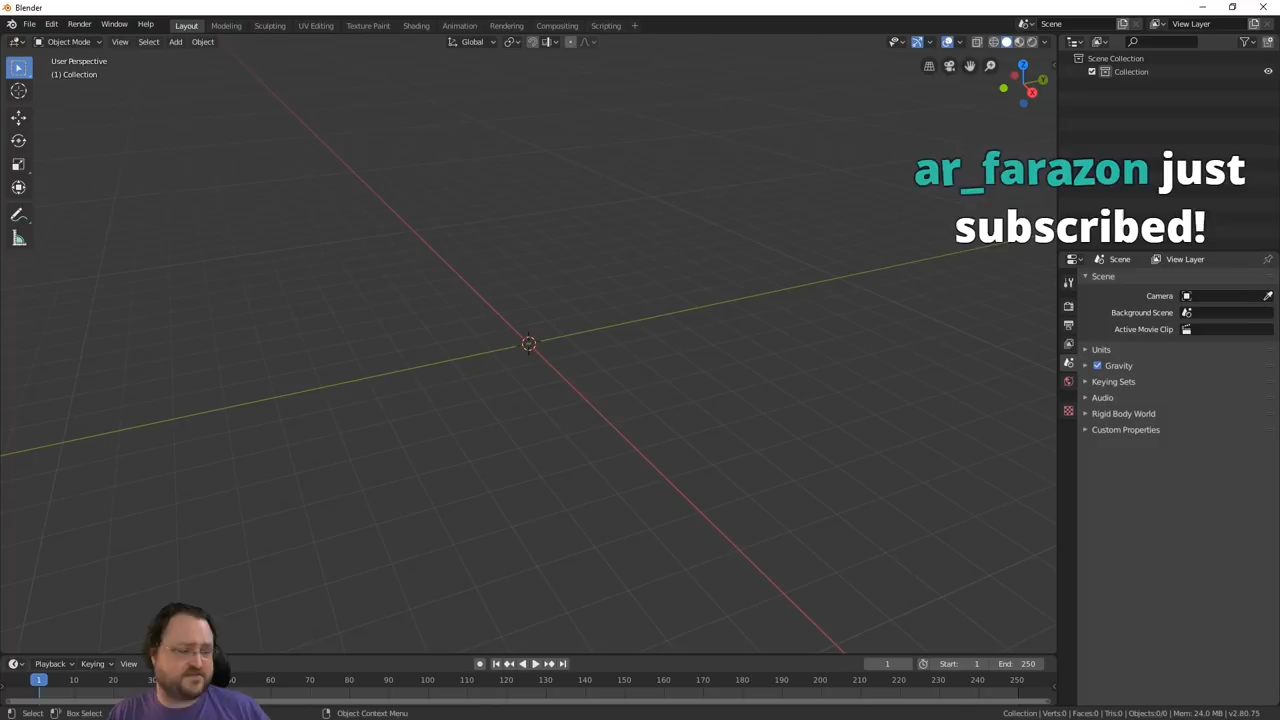 Blender
File Edit Render Window Help Layout Modeling Sculpting UV Editing Texture Paint Shading Animation Rendering Compositing Scripting + Scene View Layer
Object Mode View Select Add Object Global
User Perspective
(1) Collection
Z
Y
X
Scene Collection
Collection
ar_farazon just
subscribed!
Scene View Layer
Scene
Camera
Background Scene
Active Movie Clip
Units
Gravity
Keying Sets
Audio
Rigid Body World
Custom Properties
Playback Keying View 1 Start: 1 End: 250
1 10 20 30 40 50 60 70 80 90 100 110 120 130 140 150 160 170 180 190 200 210 220 230 240 250
Select Box Select Object Context Menu Collection | Verts:0 | Faces:0 | Tris:0 | Objects:0/0 | Mem: 24.0 MB | v2.80.75